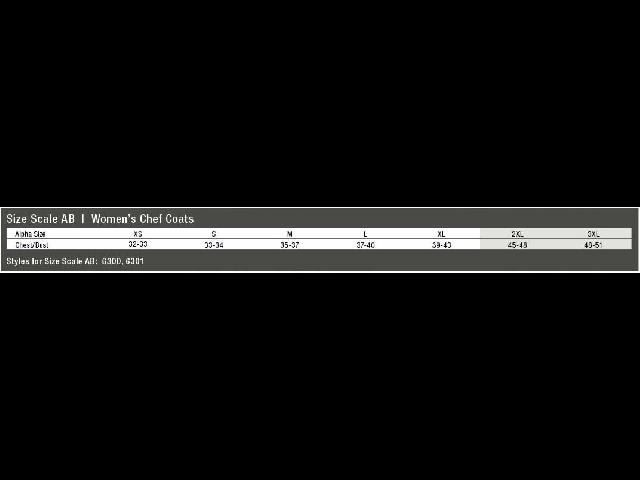 Size Scale AB | Women's Chef Coats
Alpha Size XS S M L XL 2XL 3XL
Chest/Bust 32-33 33-34 35-37 37-40 39-43 45-48 48-51
Styles for Size Scale AB: 6300, 6301